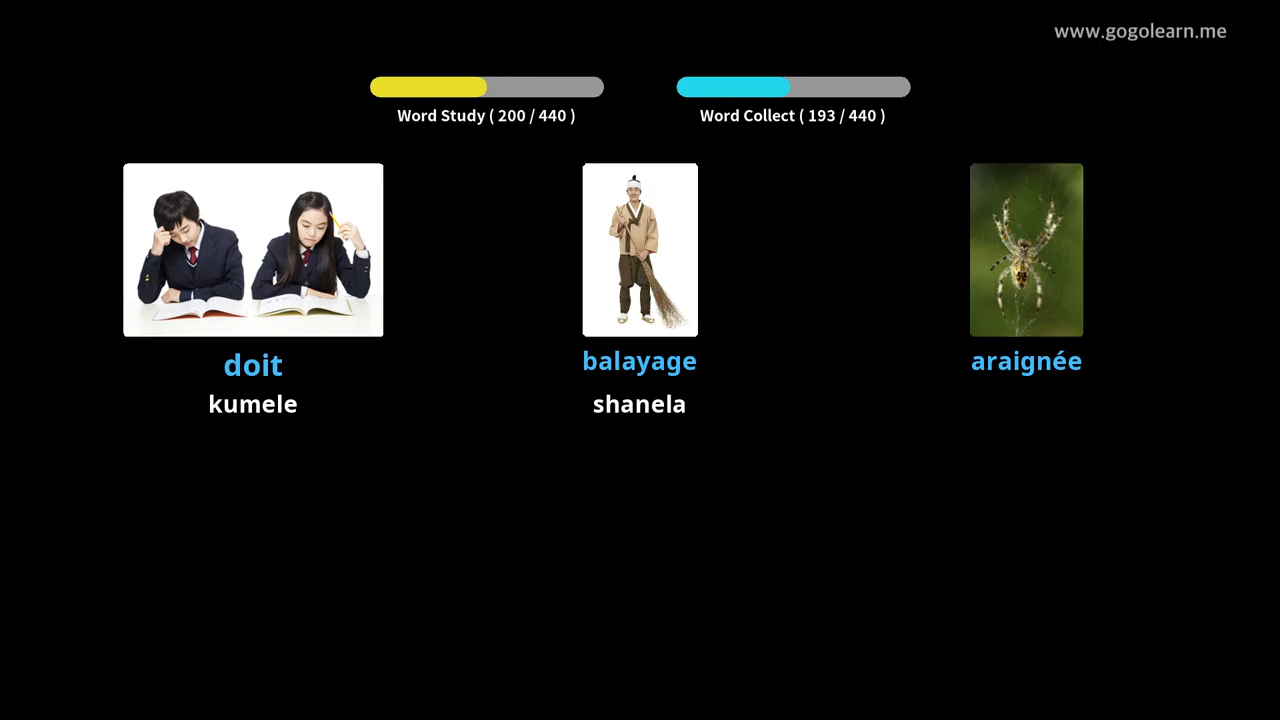 www.gogolearn.me
Word Study ( 200 / 440 )
Word Collect ( 193 / 440 )
doit
balayage
araignée
kumele
shanela